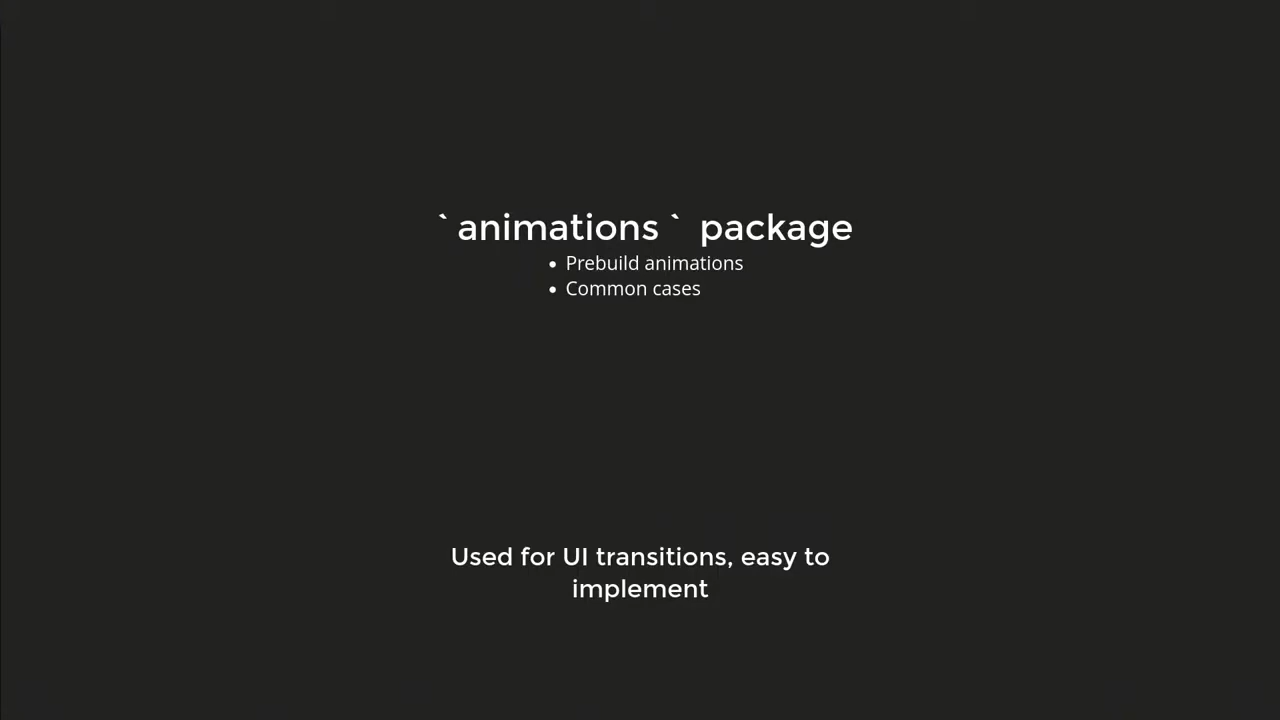 `animations` package
• Prebuild animations
• Common cases
Used for UI transitions, easy to
implement